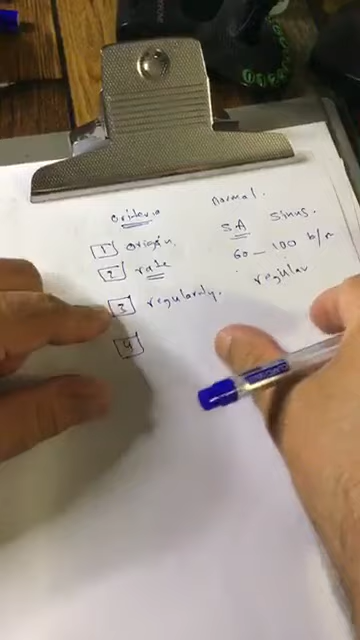 Criteria normal.
1 Origin. SA sinus.
2 rate 60 - 100 b/m
3 regularity. regular
4